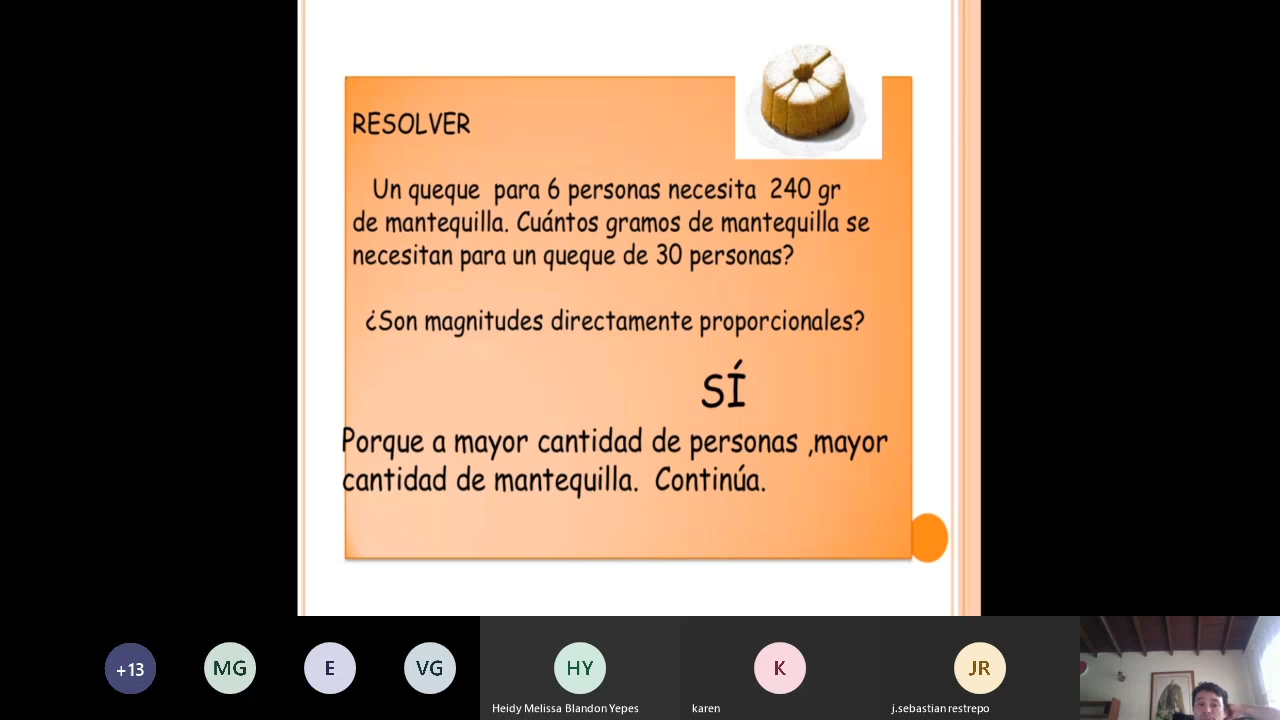 RESOLVER
Un queque para 6 personas necesita 240 gr
de mantequilla. Cuántos gramos de mantequilla se
necesitan para un queque de 30 personas?
¿Son magnitudes directamente proporcionales?
SÍ
Porque a mayor cantidad de personas ,mayor
cantidad de mantequilla. Continúa.
+13
MG
E
VG
HY
K
JR
Heidy Melissa Blandon Yepes
karen
j.sebastian restrepo